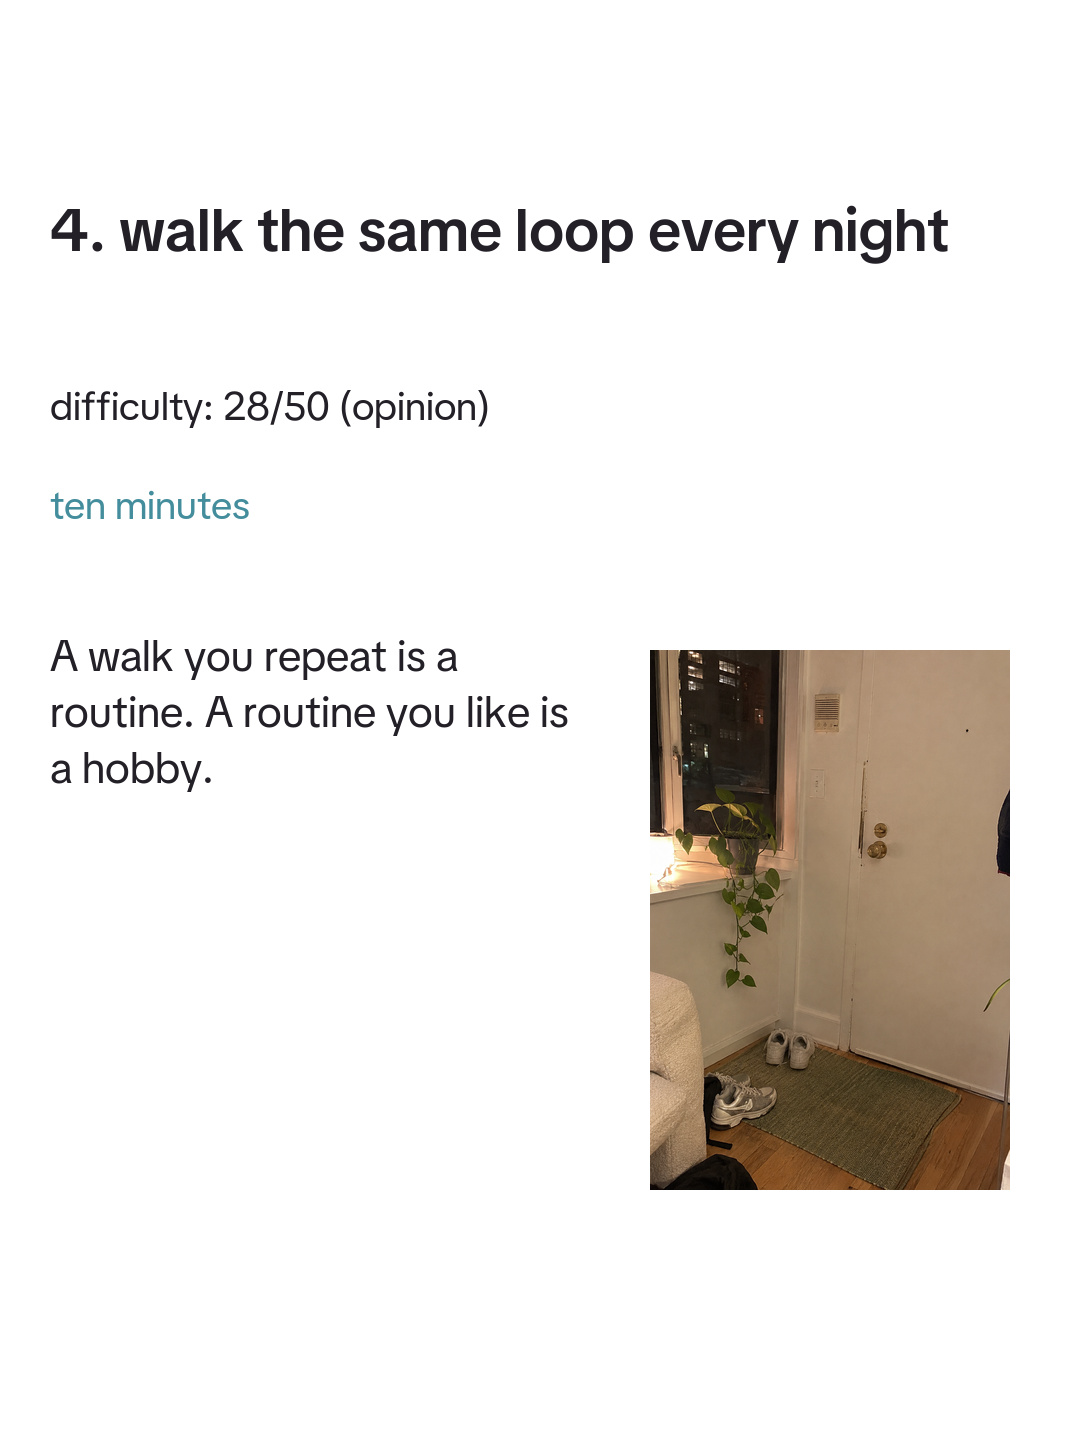 4. walk the same loop every night
difficulty: 28/50 (opinion)
ten minutes
A walk you repeat is a
routine. A routine you like is
a hobby.